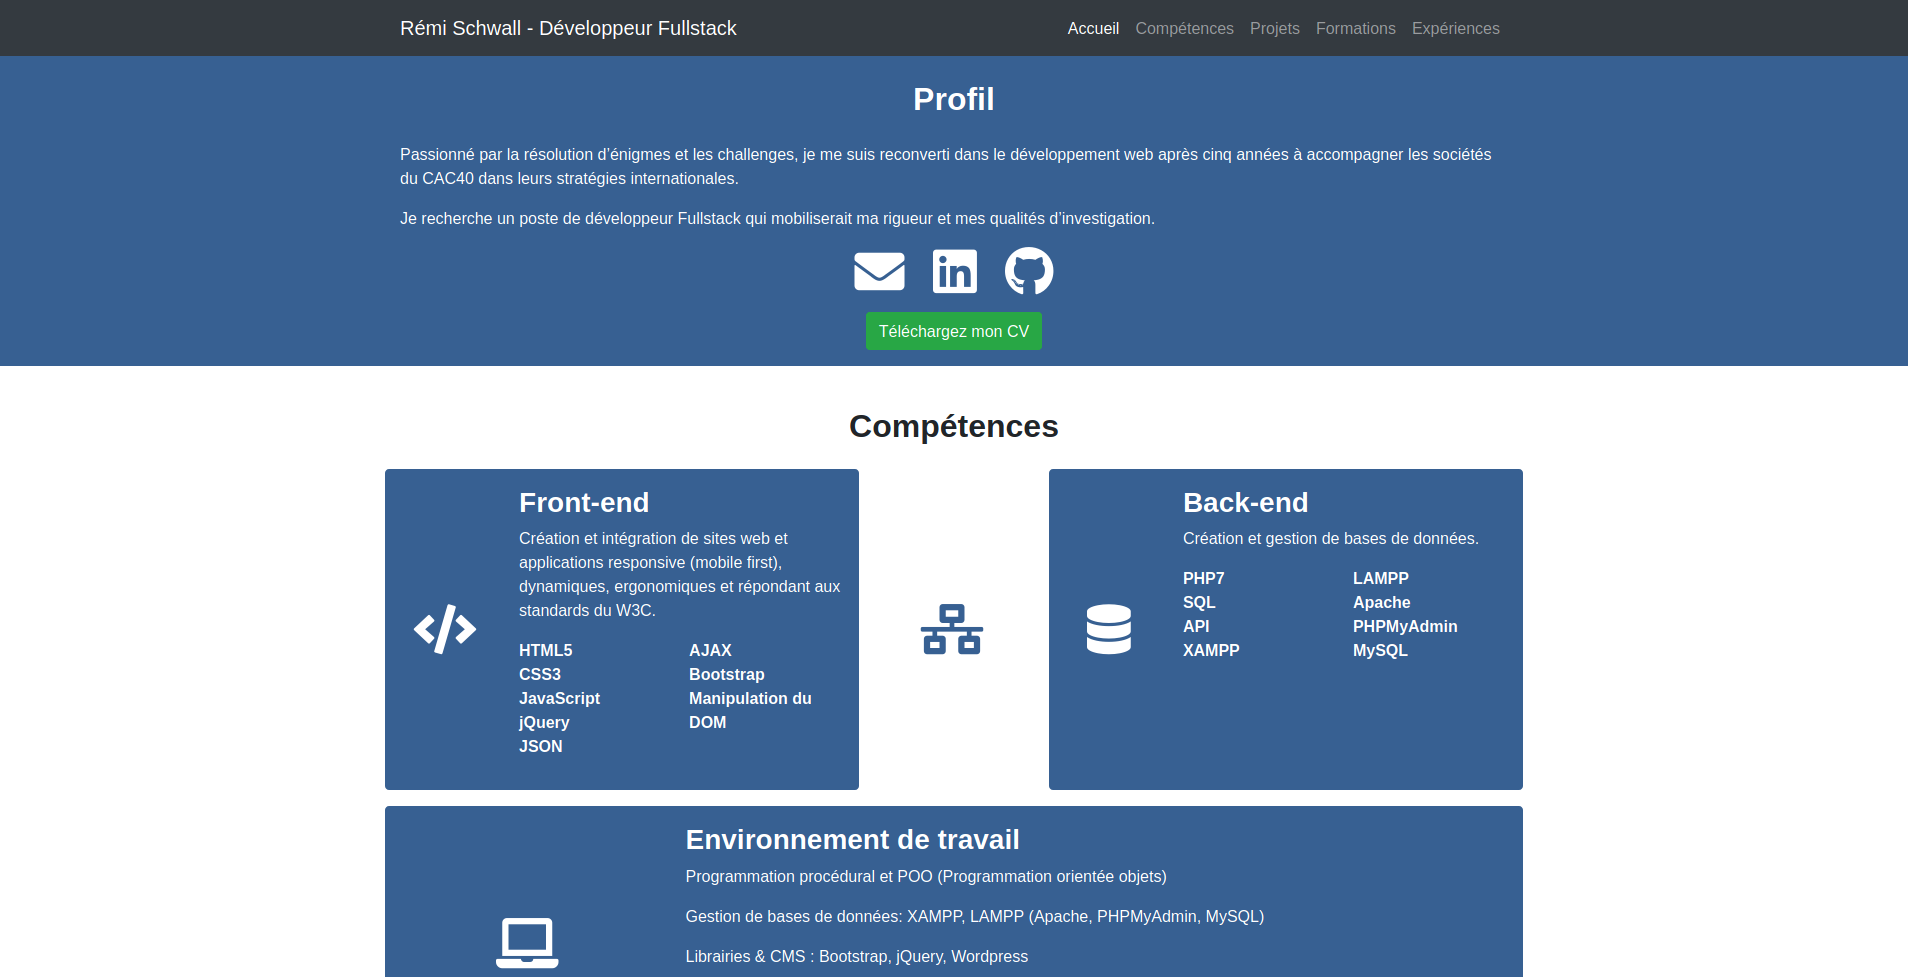 Rémi Schwall - Développeur Fullstack
Accueil Compétences Projets Formations Expériences
Profil
Passionné par la résolution d’énigmes et les challenges, je me suis reconverti dans le développement web après cinq années à accompagner les sociétés
du CAC40 dans leurs stratégies internationales.
Je recherche un poste de développeur Fullstack qui mobiliserait ma rigueur et mes qualités d’investigation.
in
Téléchargez mon CV
Compétences
Front-end
Création et intégration de sites web et
applications responsive (mobile first),
dynamiques, ergonomiques et répondant aux
standards du W3C.
HTML5
CSS3
JavaScript
jQuery
JSON
AJAX
Bootstrap
Manipulation du
DOM
Back-end
Création et gestion de bases de données.
PHP7
SQL
API
XAMPP
LAMPP
Apache
PHPMyAdmin
MySQL
Environnement de travail
Programmation procédural et POO (Programmation orientée objets)
Gestion de bases de données: XAMPP, LAMPP (Apache, PHPMyAdmin, MySQL)
Librairies & CMS : Bootstrap, jQuery, Wordpress